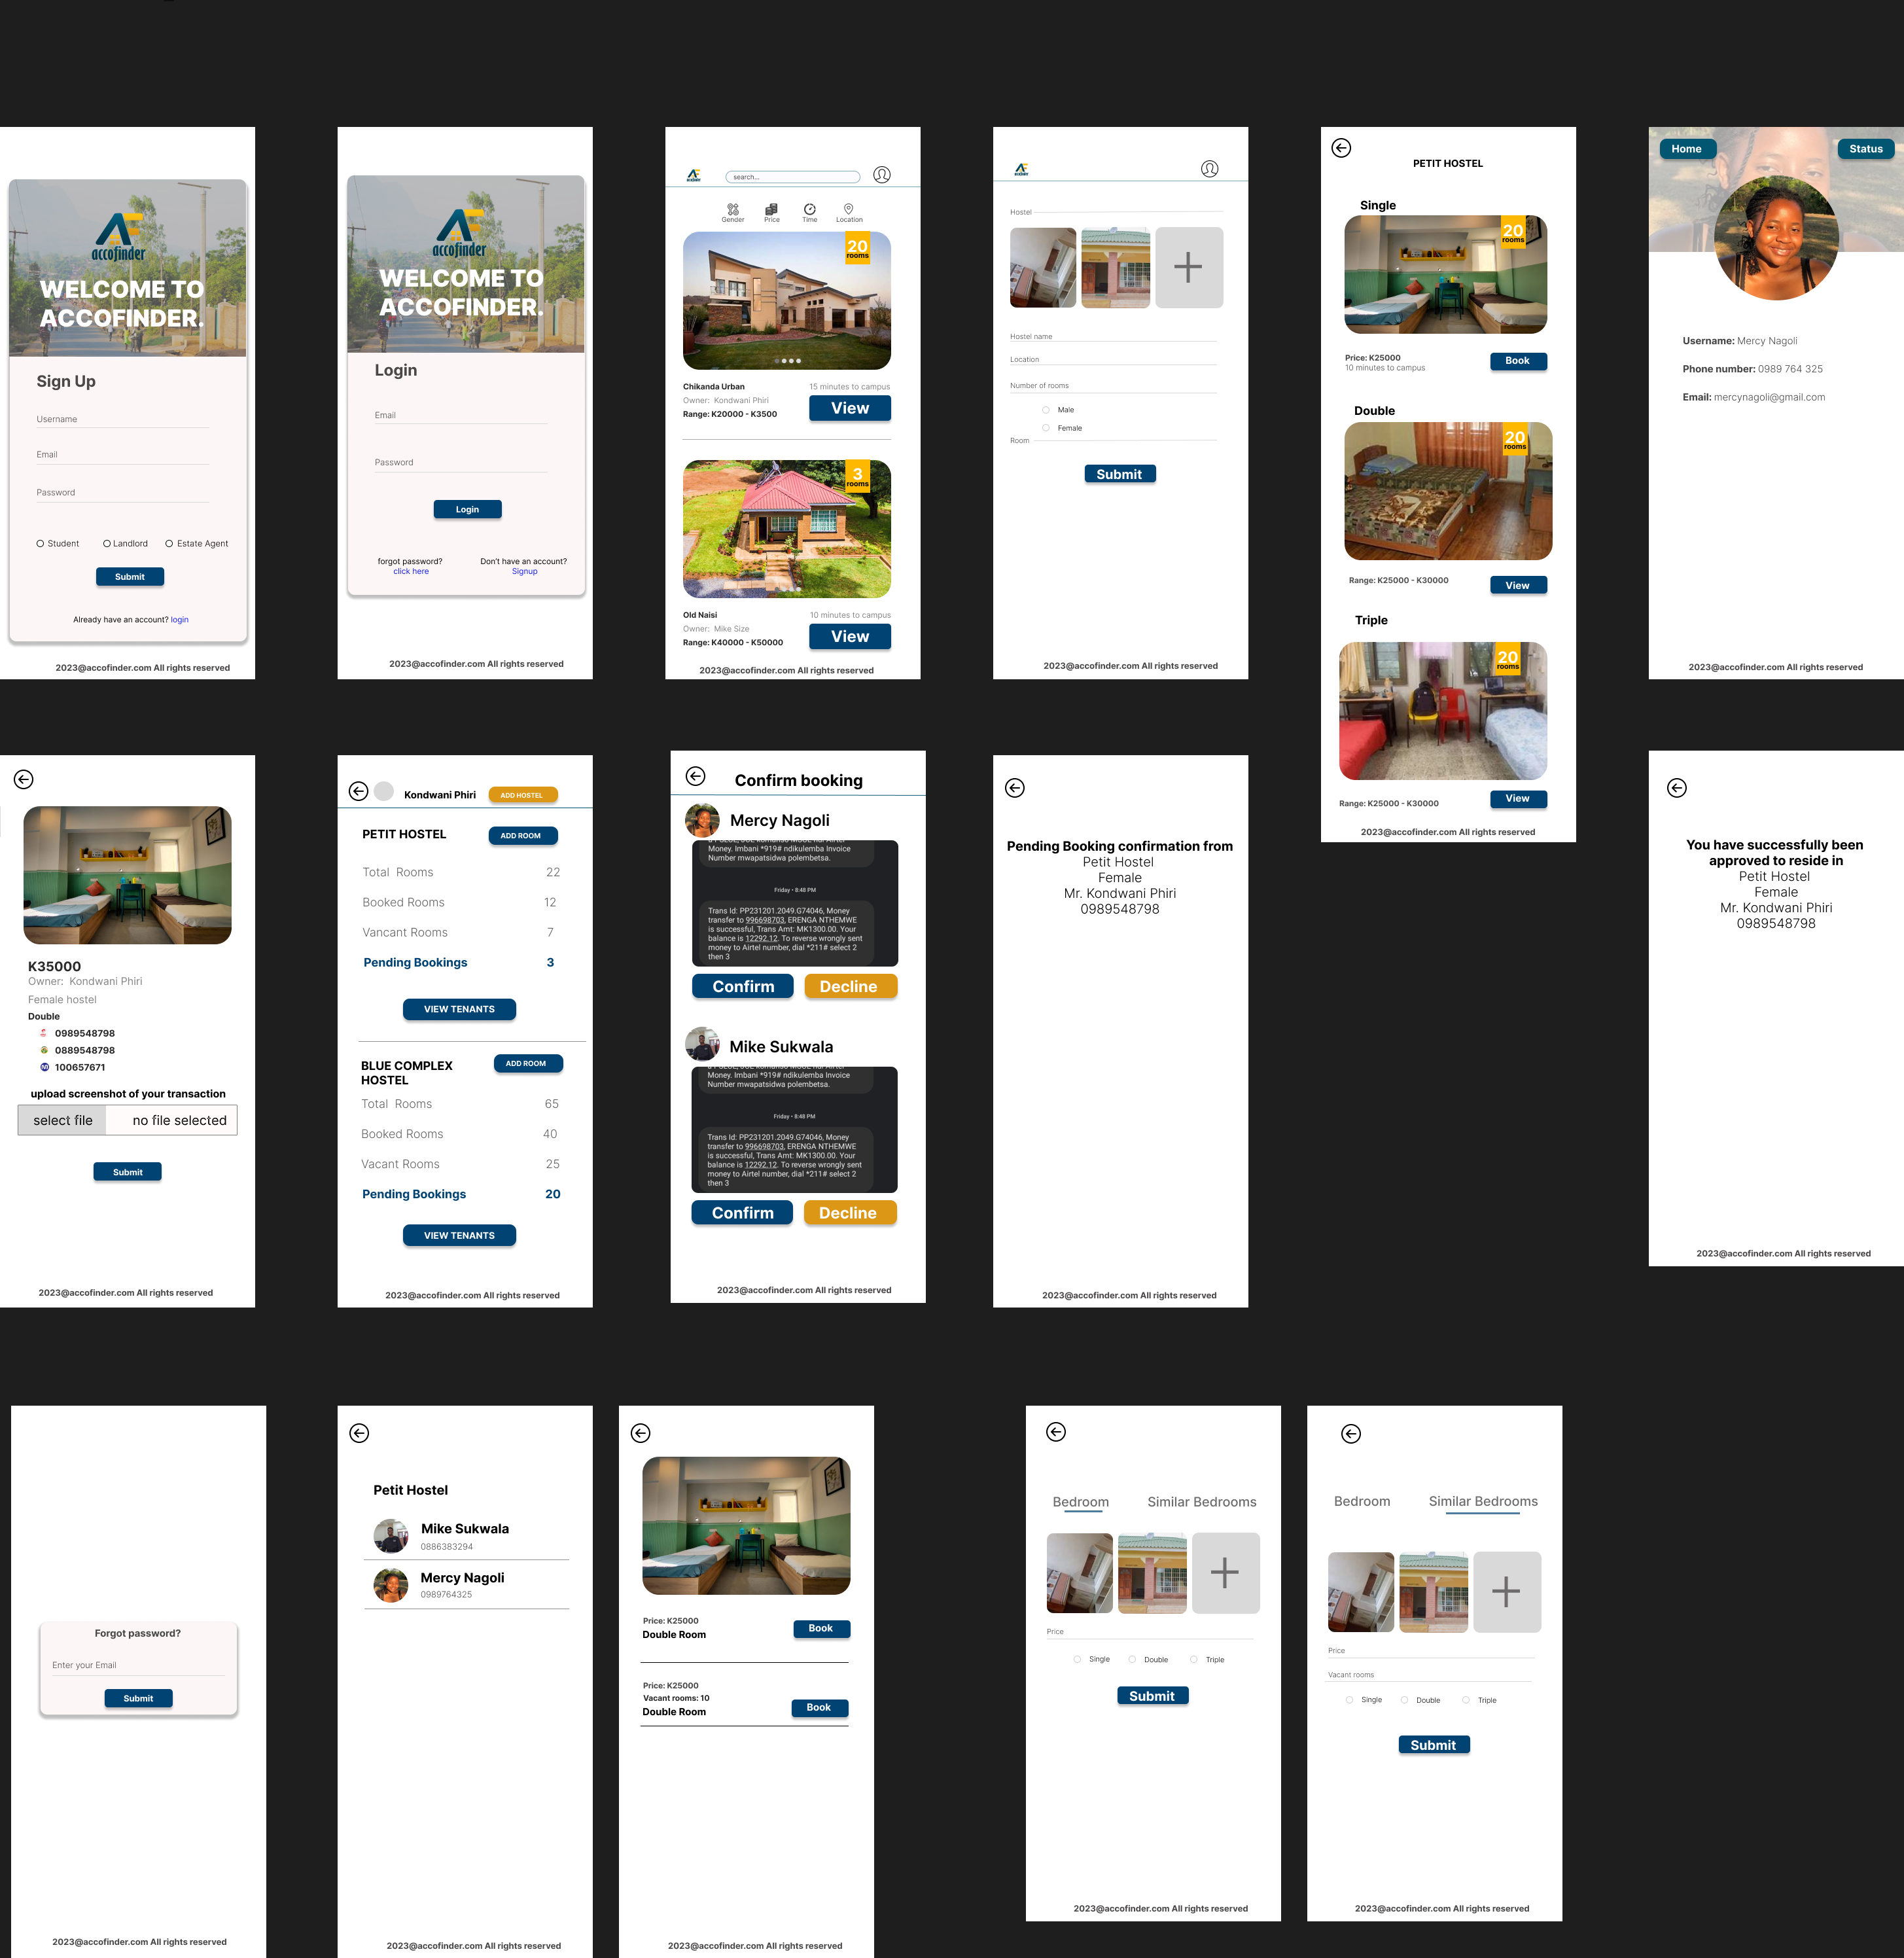 accofinder
WELCOME TO
ACCOFINDER.
Sign Up
Username
Email
Password
Student
Landlord
Estate Agent
Submit
Already have an account? login
2023@accofinder.com All rights reserved
accofinder
WELCOME TO
ACCOFINDER.
Login
Email
Password
Login
forgot password?
click here
Don't have an account?
Signup
2023@accofinder.com All rights reserved
accofinder
search...
Gender
Price
Time
Location
20
rooms
Chikanda Urban
15 minutes to campus
Owner: Kondwani Phiri
Range: K20000 - K3500
View
3
rooms
Old Naisi
10 minutes to campus
Owner: Mike Size
Range: K40000 - K50000
View
2023@accofinder.com All rights reserved
accofinder
Hostel
Hostel name
Location
Number of rooms
Male
Female
Room
Submit
2023@accofinder.com All rights reserved
PETIT HOSTEL
Single
20
rooms
Price: K25000
10 minutes to campus
Book
Double
20
rooms
Range: K25000 - K30000
View
Triple
20
rooms
Range: K25000 - K30000
View
2023@accofinder.com All rights reserved
Home
Status
Username: Mercy Nagoli
Phone number: 0989 764 325
Email: mercynagoli@gmail.com
2023@accofinder.com All rights reserved
K35000
Owner: Kondwani Phiri
Female hostel
Double
0989548798
0889548798
100657671
upload screenshot of your transaction
select file
no file selected
Submit
2023@accofinder.com All rights reserved
Kondwani Phiri
ADD HOSTEL
PETIT HOSTEL
ADD ROOM
Total Rooms 22
Booked Rooms 12
Vancant Rooms 7
Pending Bookings 3
VIEW TENANTS
BLUE COMPLEX
HOSTEL
ADD ROOM
Total Rooms 65
Booked Rooms 40
Vacant Rooms 25
Pending Bookings 20
VIEW TENANTS
2023@accofinder.com All rights reserved
Confirm booking
Mercy Nagoli
Money. Imbani *919# ndikulemba Invoice
Number mwapatsidwa polembetsa.
Friday • 8:48 PM
Trans Id: PP231201.2049.G74046, Money
transfer to 996698703, ERENGA NTHEMWE
is successful, Trans Amt: MK1300.00. Your
balance is 12292.12. To reverse wrongly sent
money to Airtel number, dial *211# select 2
then 3
Confirm
Decline
Mike Sukwala
Money. Imbani *919# ndikulemba Invoice
Number mwapatsidwa polembetsa.
Friday • 8:48 PM
Trans Id: PP231201.2049.G74046, Money
transfer to 996698703, ERENGA NTHEMWE
is successful, Trans Amt: MK1300.00. Your
balance is 12292.12. To reverse wrongly sent
money to Airtel number, dial *211# select 2
then 3
Confirm
Decline
2023@accofinder.com All rights reserved
Pending Booking confirmation from
Petit Hostel
Female
Mr. Kondwani Phiri
0989548798
2023@accofinder.com All rights reserved
You have successfully been
approved to reside in
Petit Hostel
Female
Mr. Kondwani Phiri
0989548798
2023@accofinder.com All rights reserved
Forgot password?
Enter your Email
Submit
2023@accofinder.com All rights reserved
Petit Hostel
Mike Sukwala
0886383294
Mercy Nagoli
0989764325
2023@accofinder.com All rights reserved
Price: K25000
Double Room
Book
Price: K25000
Vacant rooms: 10
Double Room
Book
2023@accofinder.com All rights reserved
Bedroom
Similar Bedrooms
Price
Single
Double
Triple
Submit
2023@accofinder.com All rights reserved
Bedroom
Similar Bedrooms
Price
Vacant rooms
Single
Double
Triple
Submit
2023@accofinder.com All rights reserved